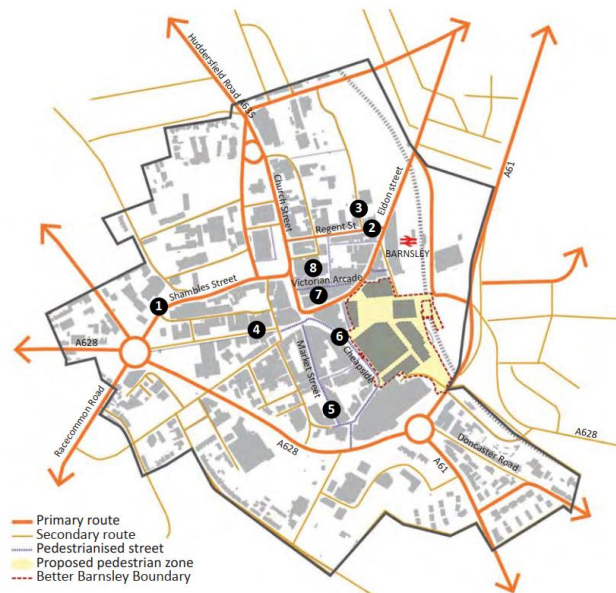 Huddersfield Road A635
A61
Church Street
Eldon street
3
Regent St
2
BARNSLEY
8
Victorian Arcade
7
Shambles Street
1
4
6
Cheapside
Market Street
A628
5
Racecommon Road
A628
A628
A61
Doncaster Road
Primary route
Secondary route
Pedestrianised street
Proposed pedestrian zone
Better Barnsley Boundary